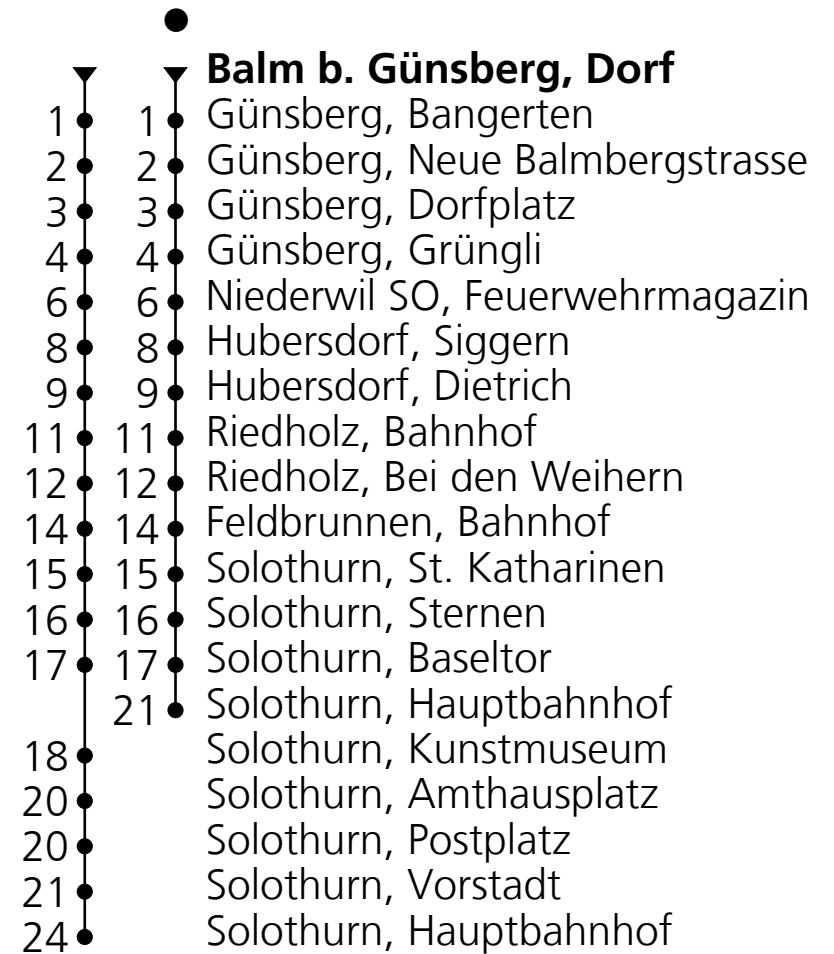 Balm b. Günsberg, Dorf
1 1 Günsberg, Bangerten
2 2 Günsberg, Neue Balmbergstrasse
3 3 Günsberg, Dorfplatz
4 4 Günsberg, Grüngli
6 6 Niederwil SO, Feuerwehrmagazin
8 8 Hubersdorf, Siggern
9 9 Hubersdorf, Dietrich
11 11 Riedholz, Bahnhof
12 12 Riedholz, Bei den Weihern
14 14 Feldbrunnen, Bahnhof
15 15 Solothurn, St. Katharinen
16 16 Solothurn, Sternen
17 17 Solothurn, Baseltor
21 Solothurn, Hauptbahnhof
18 Solothurn, Kunstmuseum
20 Solothurn, Amthausplatz
20 Solothurn, Postplatz
21 Solothurn, Vorstadt
24 Solothurn, Hauptbahnhof